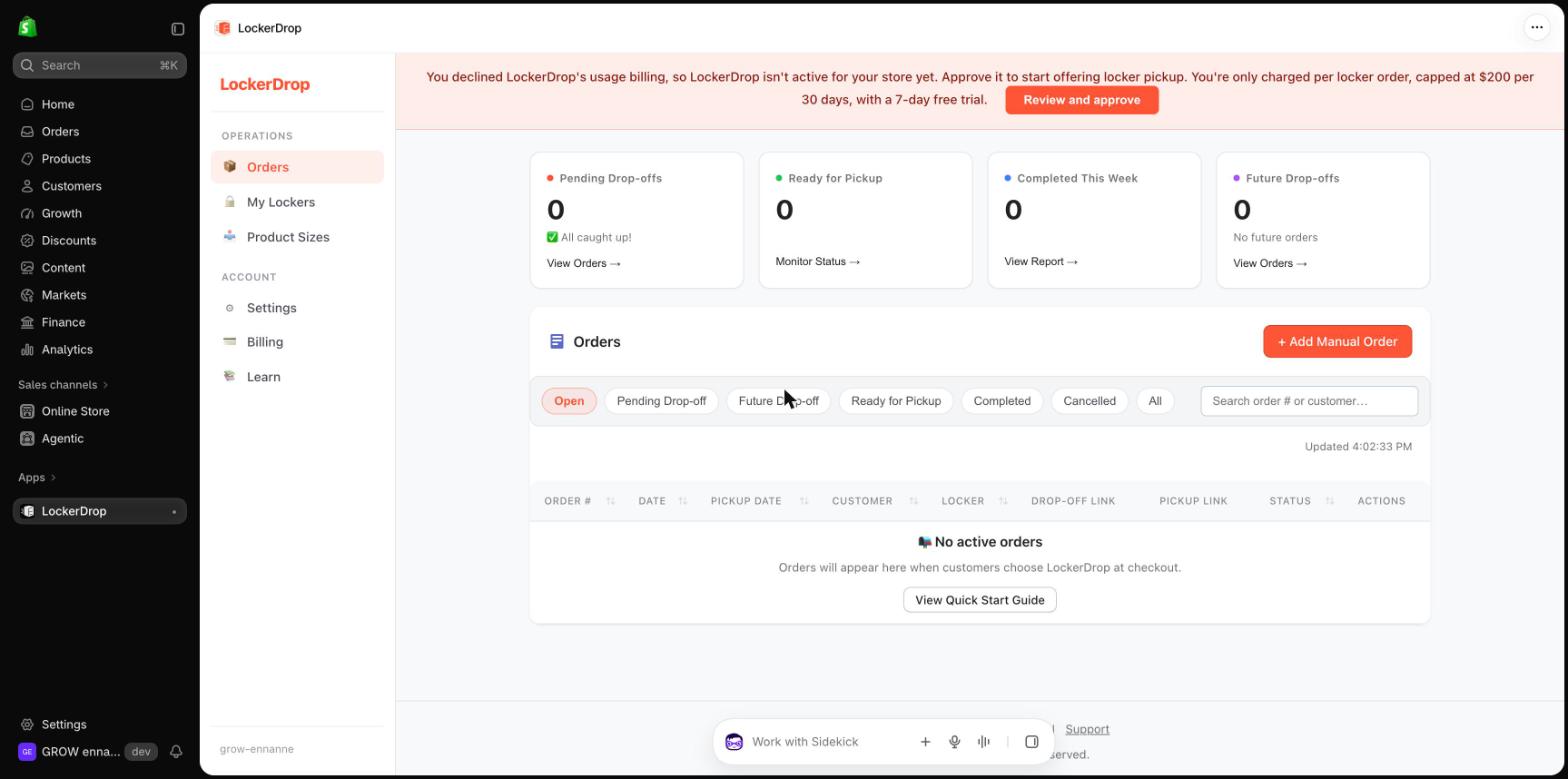 Search ⌘K
Home
Orders
Products
Customers
Growth
Discounts
Content
Markets
Finance
Analytics
Sales channels
Online Store
Agentic
Apps
LockerDrop
Settings
GE GROW enna... dev
LockerDrop
LockerDrop
OPERATIONS
Orders
My Lockers
Product Sizes
ACCOUNT
Settings
Billing
Learn
grow-ennanne
You declined LockerDrop's usage billing, so LockerDrop isn't active for your store yet. Approve it to start offering locker pickup. You're only charged per locker order, capped at $200 per
30 days, with a 7-day free trial. Review and approve
Pending Drop-offs
0
✅ All caught up!
View Orders →
Ready for Pickup
0
Monitor Status →
Completed This Week
0
View Report →
Future Drop-offs
0
No future orders
View Orders →
Orders
+ Add Manual Order
Open Pending Drop-off Future Drop-off Ready for Pickup Completed Cancelled All Search order # or customer...
Updated 4:02:33 PM
ORDER # DATE PICKUP DATE CUSTOMER LOCKER DROP-OFF LINK PICKUP LINK STATUS ACTIONS
No active orders
Orders will appear here when customers choose LockerDrop at checkout.
View Quick Start Guide
Support
Work with Sidekick